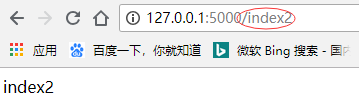 127.0.0.1:5000/index2
应用 百度一下，你就知道 微软 Bing 搜索 - 国内
index2